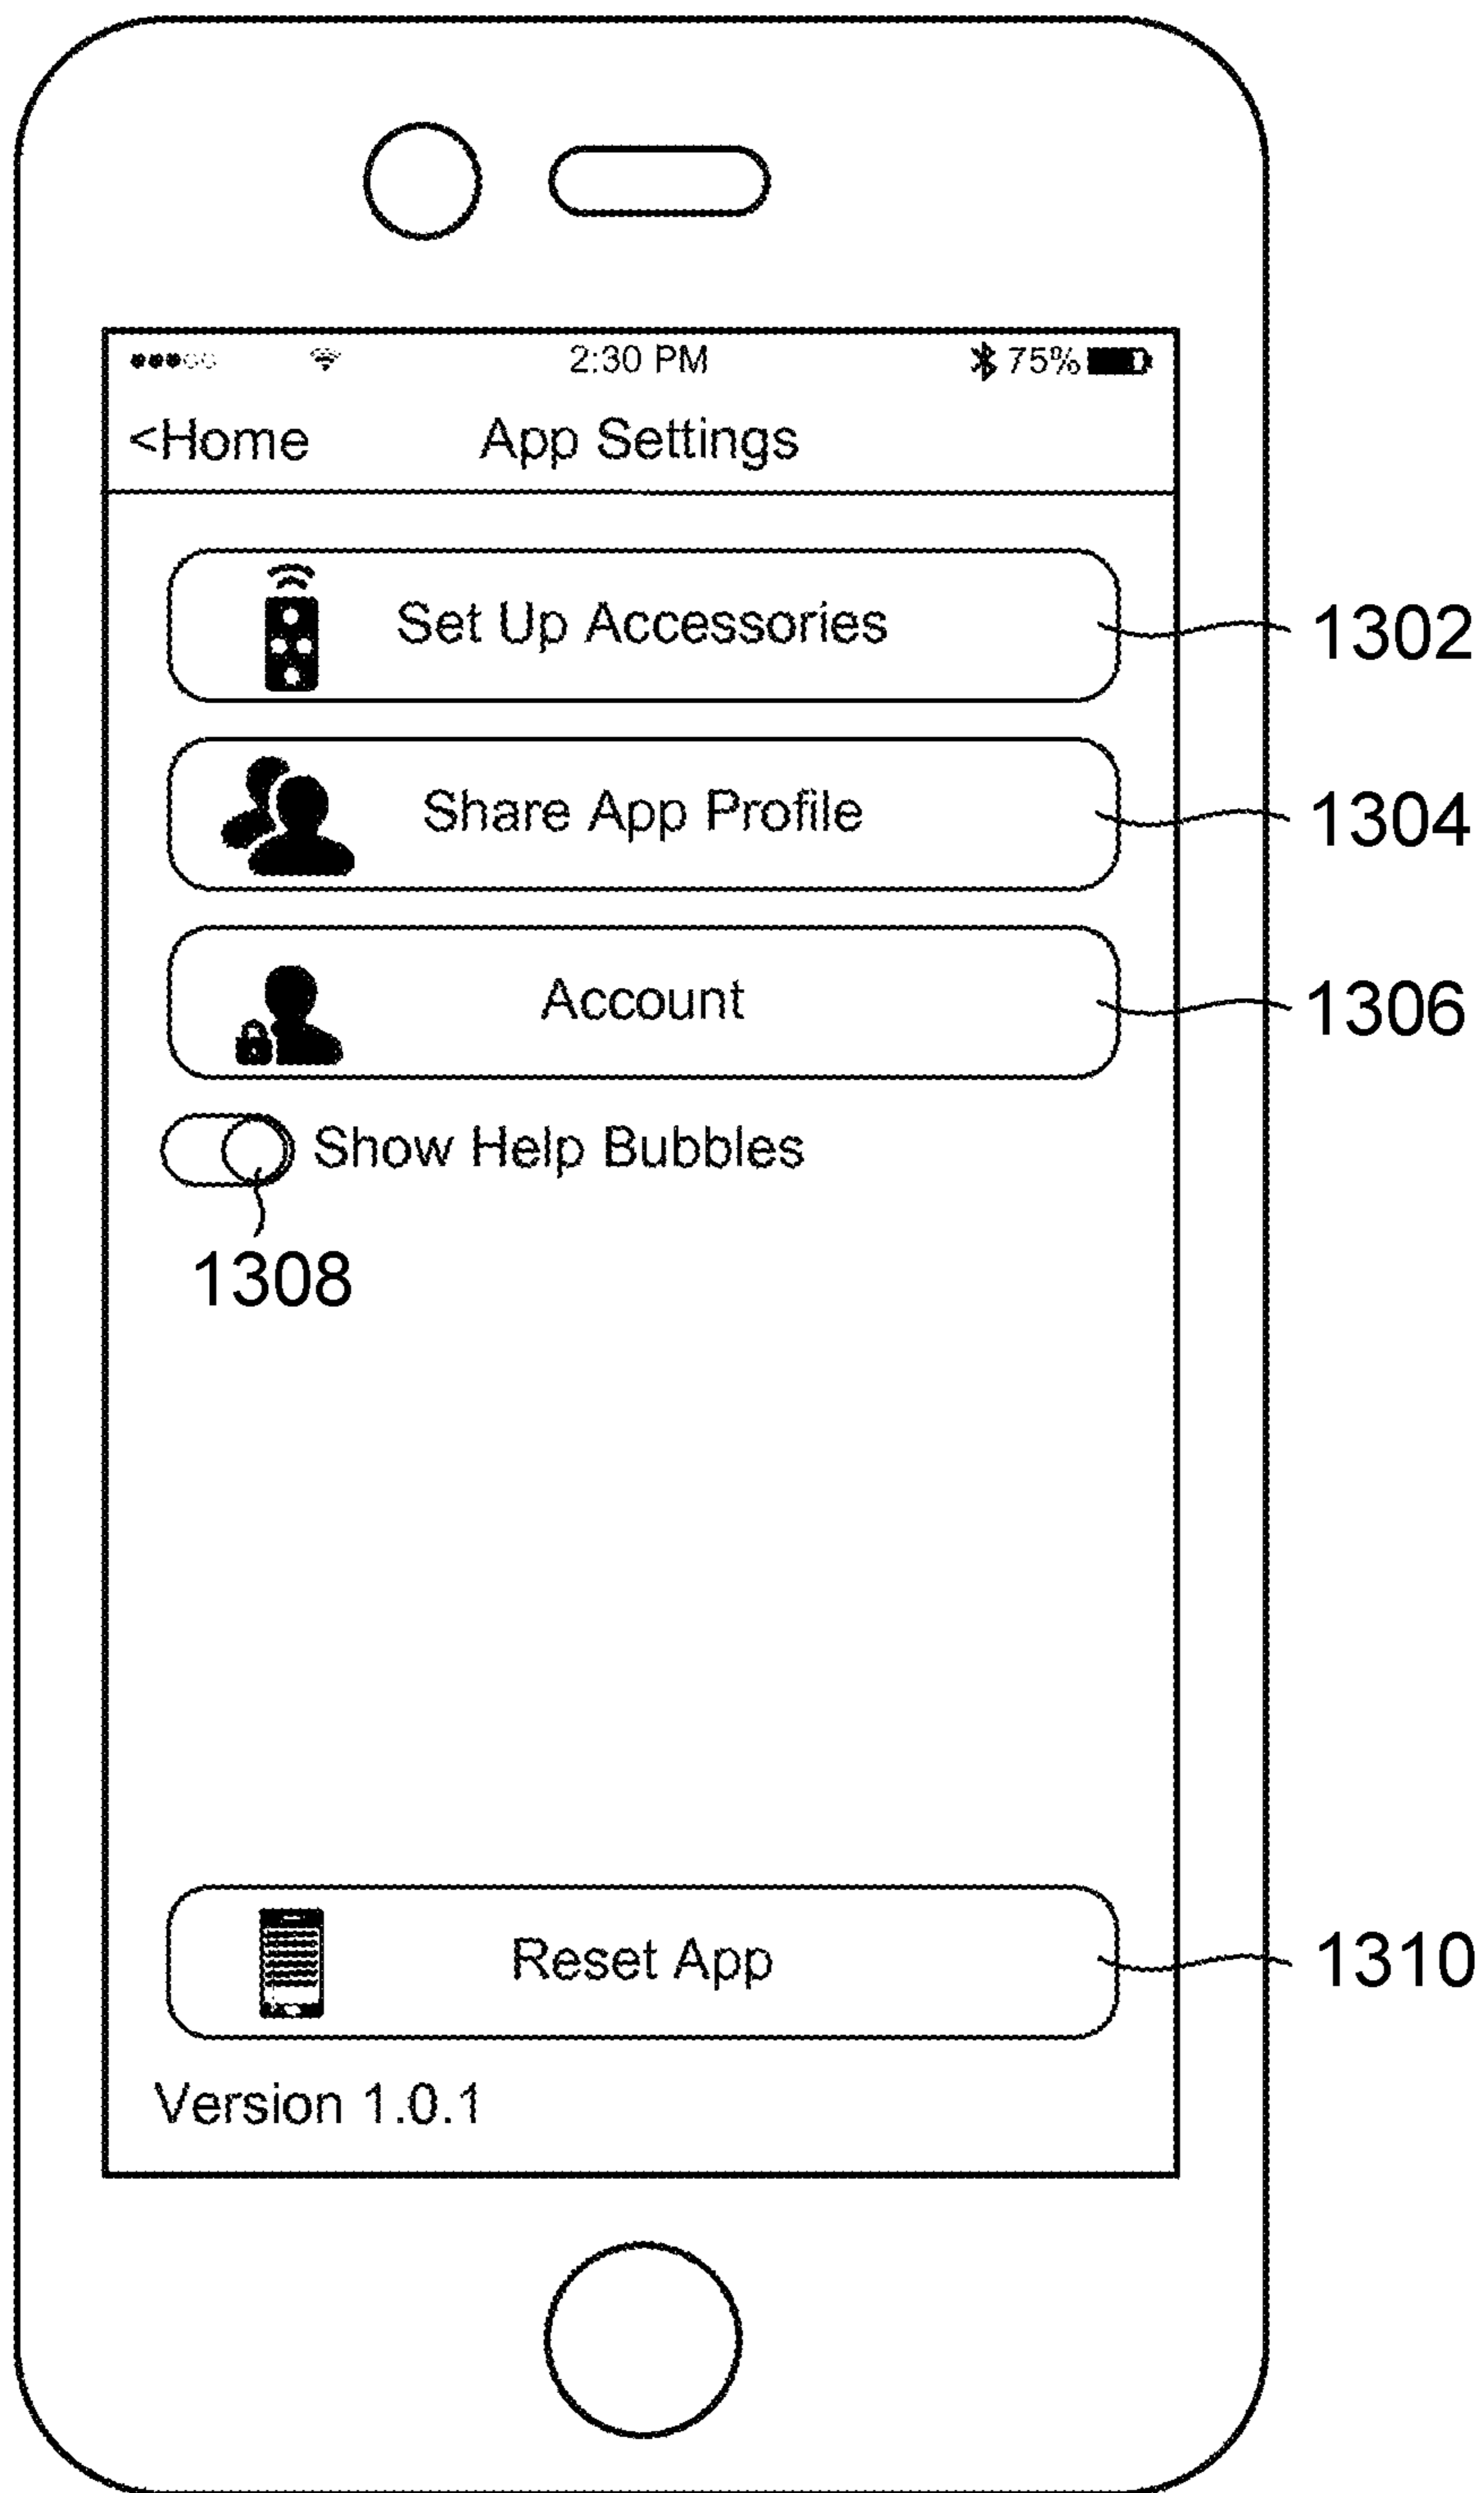 2:30 PM 75%
<Home App Settings
Set Up Accessories 1302
Share App Profile 1304
Account 1306
Show Help Bubbles
1308
Reset App 1310
Version 1.0.1